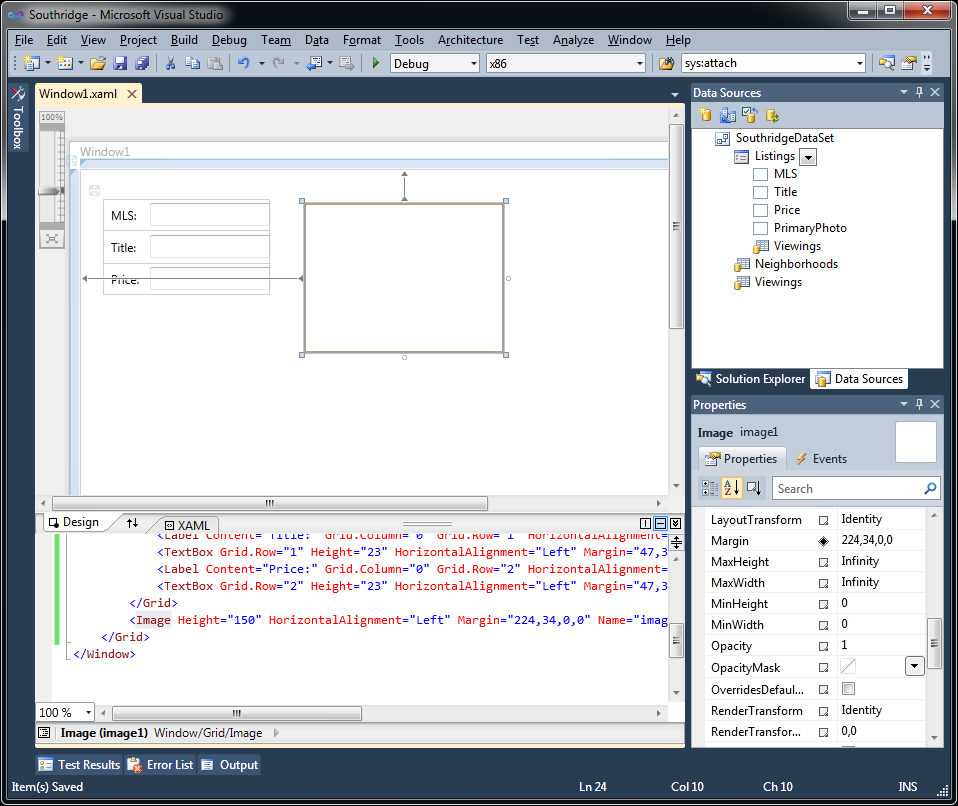 Southridge - Microsoft Visual Studio
File Edit View Project Build Debug Team Data Format Tools Architecture Test Analyze Window Help
Debug x86 sys:attach
Toolbox
Window1.xaml
100%
Window1
MLS:
Title:
Price:
Design XAML
<Label Content="Title:" Grid.Column="0" Grid.Row="1" HorizontalAlignment=
<TextBox Grid.Row="1" Height="23" HorizontalAlignment="Left" Margin="47,3
<Label Content="Price:" Grid.Column="0" Grid.Row="2" HorizontalAlignment=
<TextBox Grid.Row="2" Height="23" HorizontalAlignment="Left" Margin="47,3
</Grid>
<Image Height="150" HorizontalAlignment="Left" Margin="224,34,0,0" Name="imag
</Grid>
</Window>
100 %
Image (image1) Window/Grid/Image
Data Sources
SouthridgeDataSet
Listings
MLS
Title
Price
PrimaryPhoto
Viewings
Neighborhoods
Viewings
Solution Explorer Data Sources
Properties
Image image1
Properties Events
Search
LayoutTransform Identity
Margin 224,34,0,0
MaxHeight Infinity
MaxWidth Infinity
MinHeight 0
MinWidth 0
Opacity 1
OpacityMask
OverridesDefaul...
RenderTransform Identity
RenderTransfor... 0,0
Test Results Error List Output
Item(s) Saved Ln 24 Col 10 Ch 10 INS